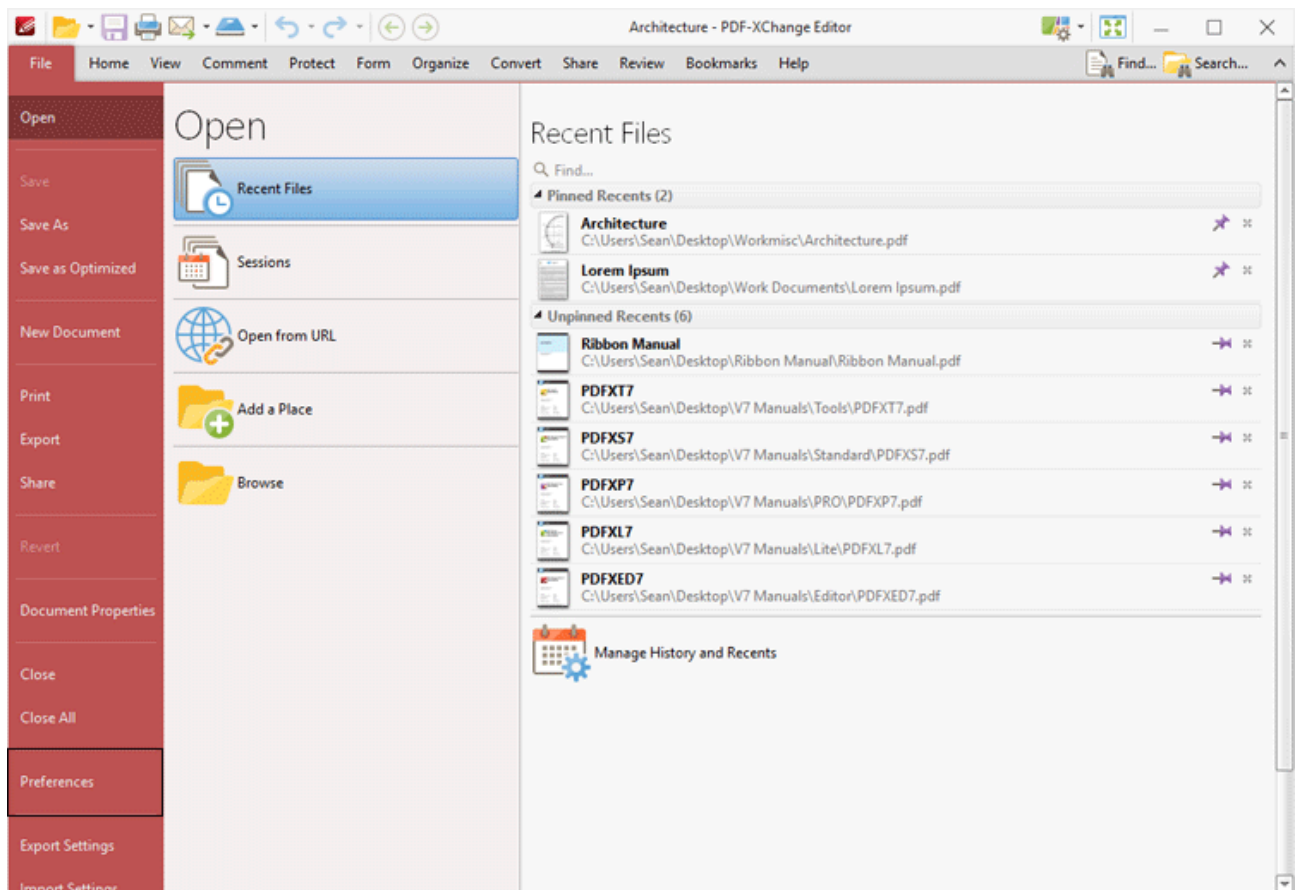 Architecture - PDF-XChange Editor
File Home View Comment Protect Form Organize Convert Share Review Bookmarks Help Find... Search...
Open
Save
Save As
Save as Optimized
New Document
Print
Export
Share
Revert
Document Properties
Close
Close All
Preferences
Export Settings
Import Settings
Open
Recent Files
Sessions
Open from URL
Add a Place
Browse
Recent Files
Find...
Pinned Recents (2)
Architecture
C:\Users\Sean\Desktop\Workmisc\Architecture.pdf
Lorem Ipsum
C:\Users\Sean\Desktop\Work Documents\Lorem Ipsum.pdf
Unpinned Recents (6)
Ribbon Manual
C:\Users\Sean\Desktop\Ribbon Manual\Ribbon Manual.pdf
PDFXT7
C:\Users\Sean\Desktop\V7 Manuals\Tools\PDFXT7.pdf
PDFXS7
C:\Users\Sean\Desktop\V7 Manuals\Standard\PDFXS7.pdf
PDFXP7
C:\Users\Sean\Desktop\V7 Manuals\PRO\PDFXP7.pdf
PDFXL7
C:\Users\Sean\Desktop\V7 Manuals\Lite\PDFXL7.pdf
PDFXED7
C:\Users\Sean\Desktop\V7 Manuals\Editor\PDFXED7.pdf
Manage History and Recents